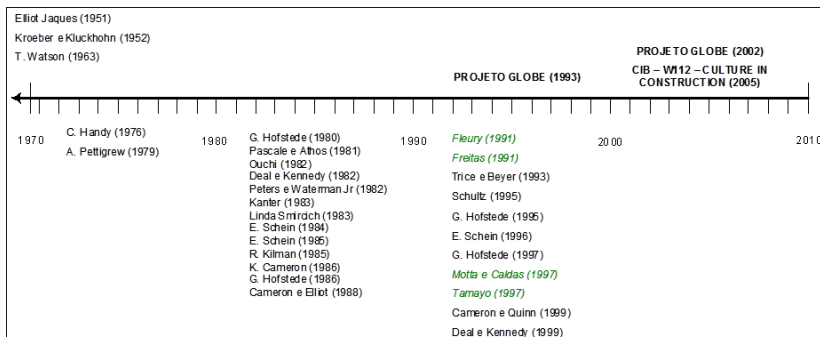 Elliot Jaques (1951)
Kroeber e Kluckhohn (1952)
T. Watson (1963)
PROJETO GLOBE (1993)
PROJETO GLOBE (2002)
CIB – W112 – CULTURE IN
CONSTRUCTION (2005)
1970
1980
1990
2000
2010
C. Handy (1976)
A. Pettigrew (1979)
G. Hofstede (1980)
Pascale e Athos (1981)
Ouchi (1982)
Deal e Kennedy (1982)
Peters e Waterman Jr (1982)
Kanter (1983)
Linda Smircich (1983)
E. Schein (1984)
E. Schein (1985)
R. Kilman (1985)
K. Cameron (1986)
G. Hofstede (1986)
Cameron e Elliot (1988)
Fleury (1991)
Freitas (1991)
Trice e Beyer (1993)
Schultz (1995)
G. Hofstede (1995)
E. Schein (1996)
G. Hofstede (1997)
Motta e Caldas (1997)
Tamayo (1997)
Cameron e Quinn (1999)
Deal e Kennedy (1999)